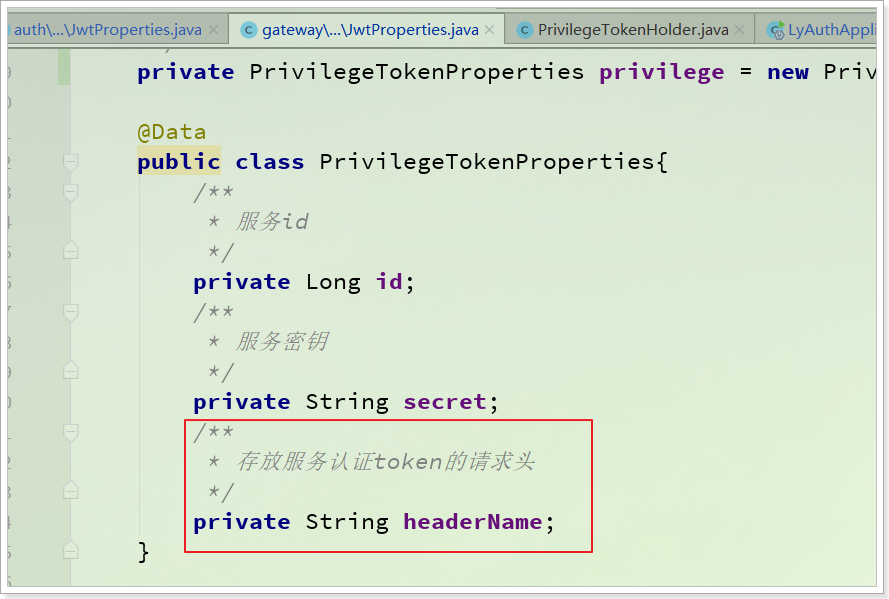 auth\...\JwtProperties.java
gateway\...\JwtProperties.java
PrivilegeTokenHolder.java
LyAuthAppli
private PrivilegeTokenProperties privilege = new Priv
@Data
public class PrivilegeTokenProperties{
/**
* 服务id
*/
private Long id;
/**
* 服务密钥
*/
private String secret;
/**
* 存放服务认证token的请求头
*/
private String headerName;
}